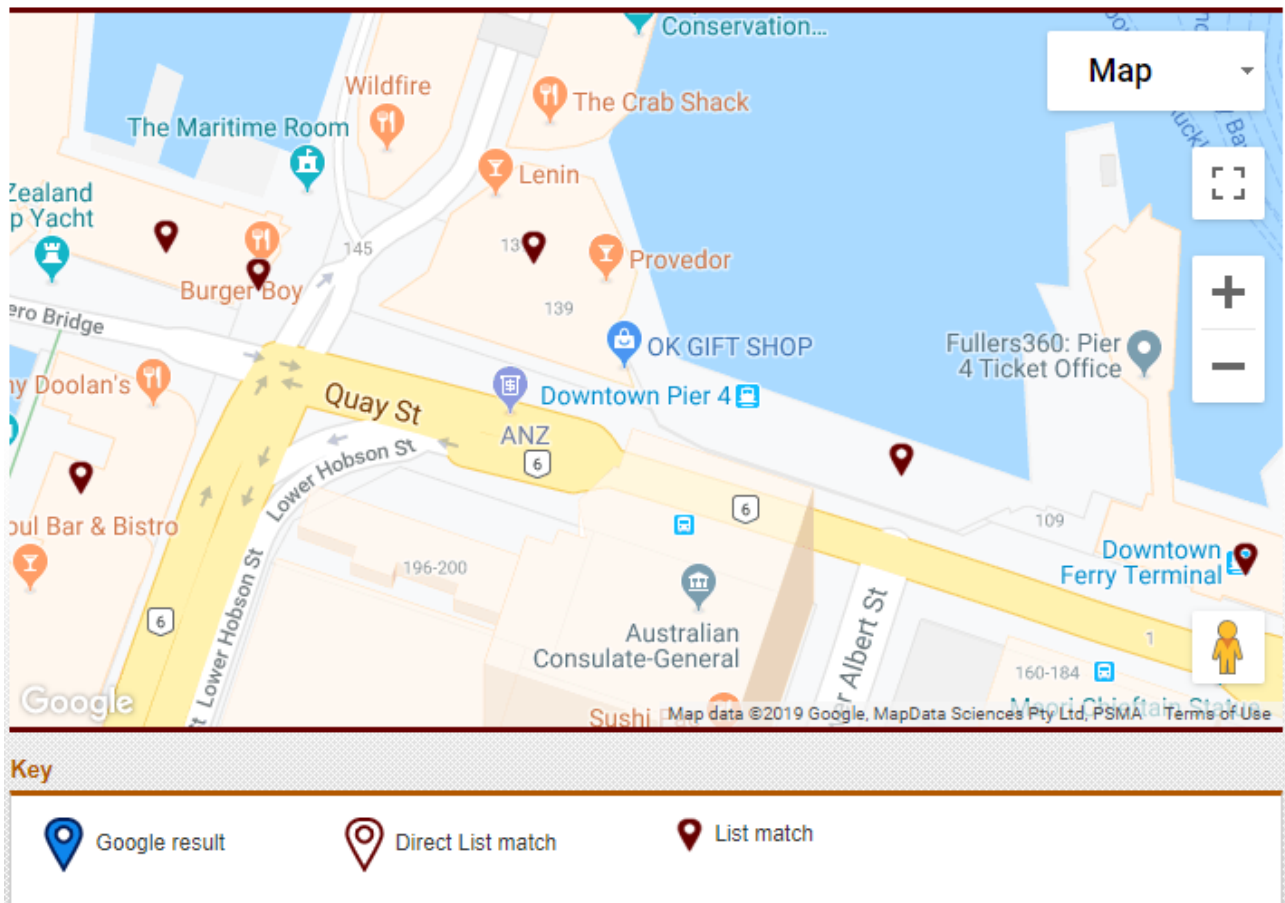 Conservation...
Map
Wildfire
The Crab Shack
The Maritime Room
Lenin
Zealand
p Yacht
145
Provedor
Burger Boy
139
ero Bridge
OK GIFT SHOP
Fullers360: Pier
4 Ticket Office
ny Doolan's
Quay St
Downtown Pier 4
ANZ
6
Lower Hobson St
6
oul Bar & Bistro
109
Downtown
Ferry Terminal
196-200
6
Lower Hobson St
Australian
Consulate-General
Albert St
1
160-184
Google
Sushi
Maori Chieftain Statue
Map data ©2019 Google, MapData Sciences Pty Ltd, PSMA
Terms of Use
Key
Google result
Direct List match
List match